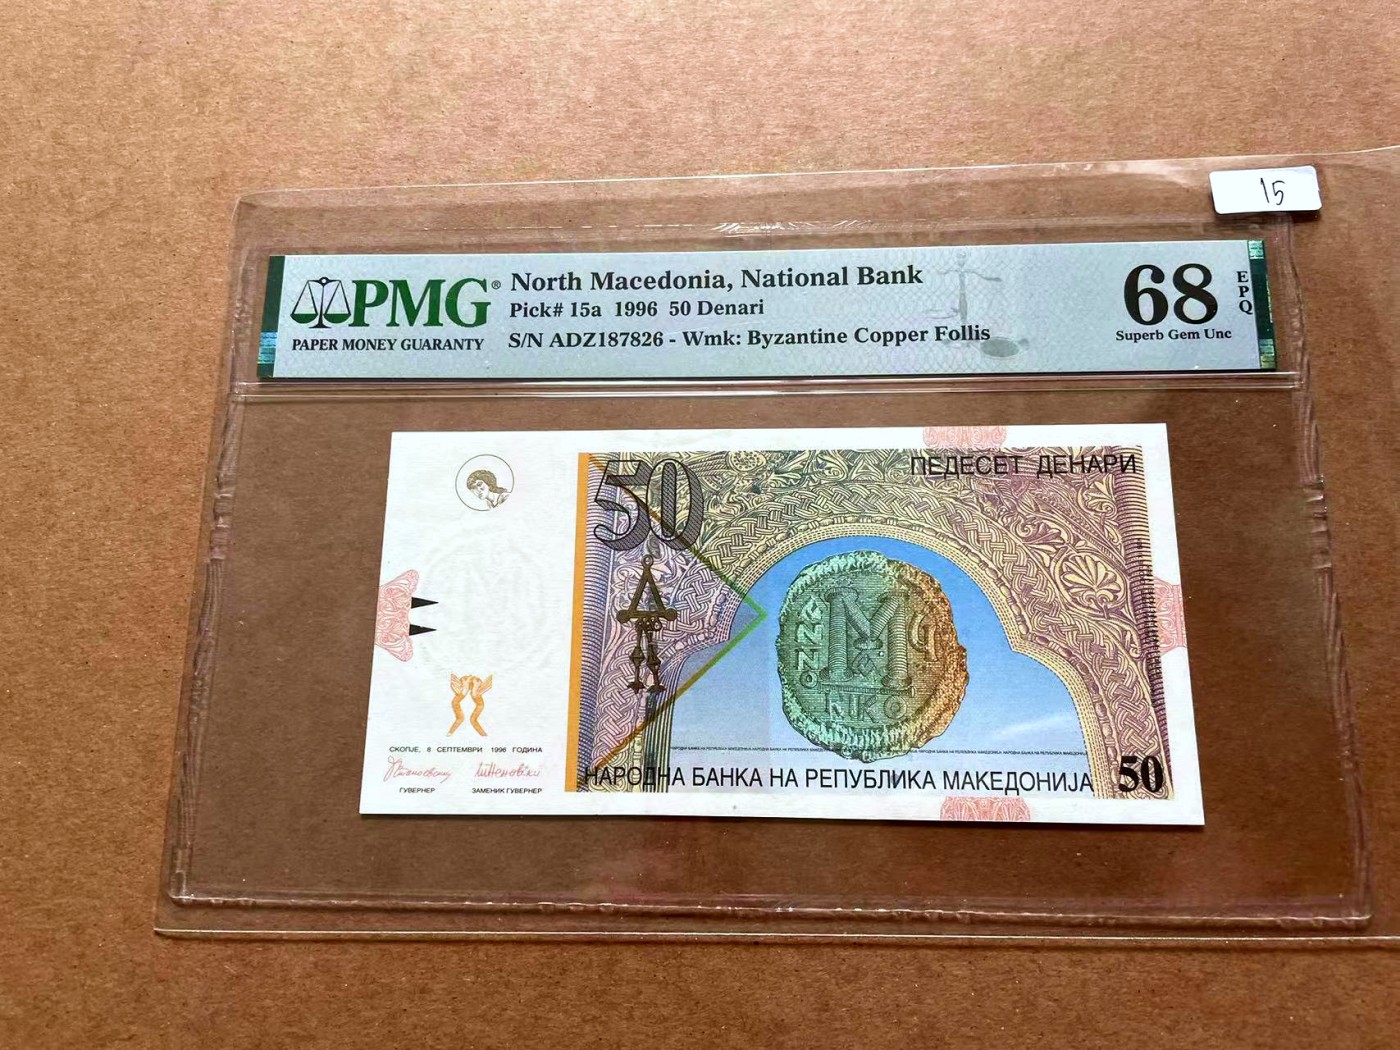 15
PMG®
PAPER MONEY GUARANTY
North Macedonia, National Bank
Pick# 15a 1996 50 Denari
S/N ADZ187826 - Wmk: Byzantine Copper Follis
68
EPQ
Superb Gem Unc
50
ПЕДЕСЕТ ДЕНАРИ
ANNO
M
NIKO
СКОПЈЕ, 8 СЕПТЕМВРИ 1996 ГОДИНА
ГУВЕРНЕР
ЗАМЕНИК ГУВЕРНЕР
НАРОДНА БАНКА НА РЕПУБЛИКА МАКЕДОНИЈА
50